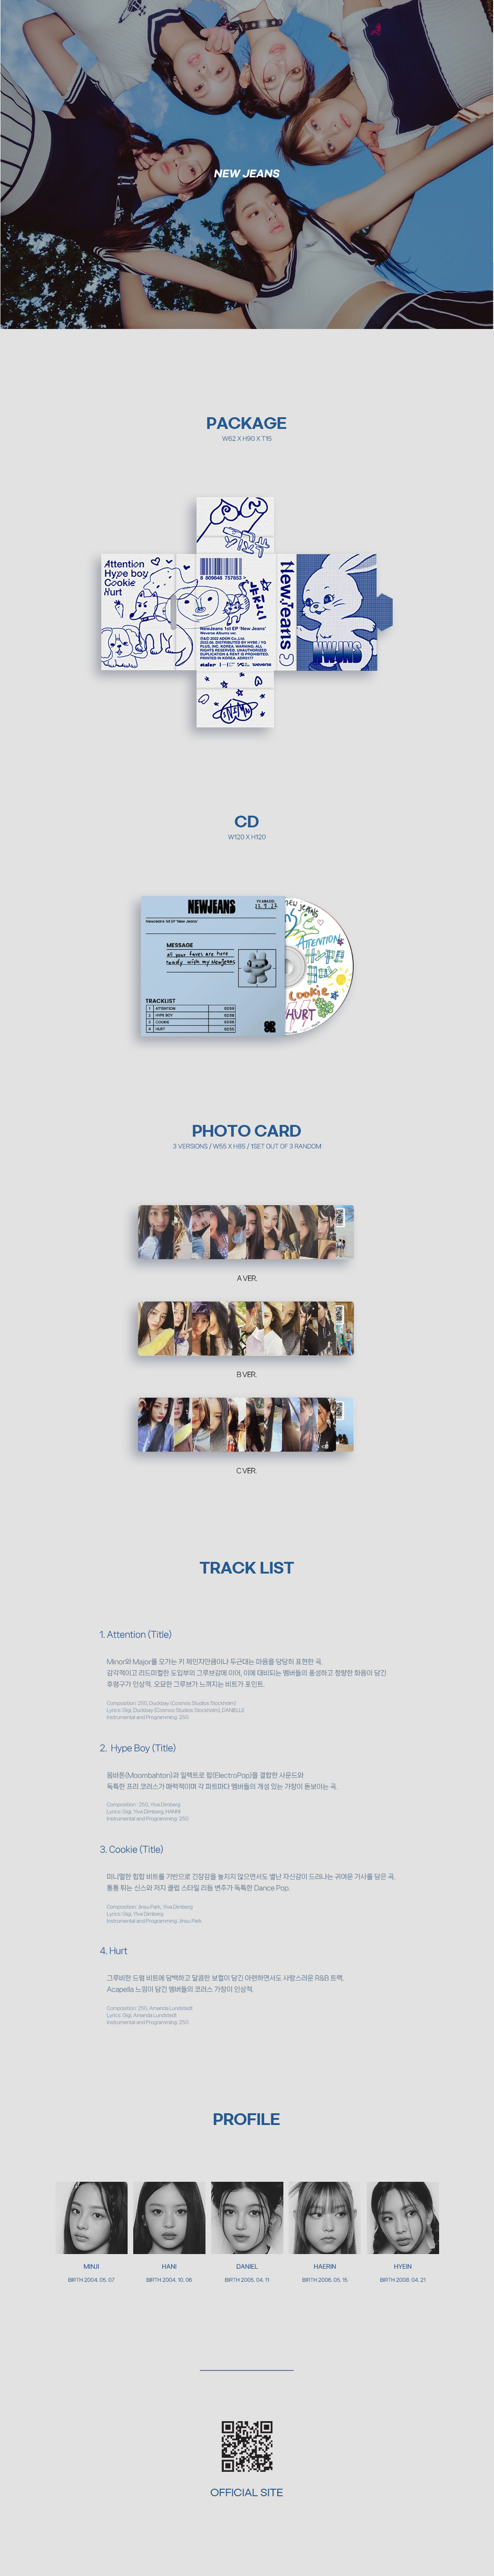 NEW JEANS
PACKAGE
W62 X H90 X T15
Attention
Hype boy
Cookie
Hurt
8 809848 757853 >
NewJeans 1st EP 'New Jeans'
Weverse Albums ver.
NewJeans
NWJNS
CD
W120 X H120
NEWJEANS
NewJeans 1st EP 'New Jeans'
MESSAGE
all your faves are here
ready with my NewJeans
TRACKLIST
1 ATTENTION 02:59
2 HYPE BOY 02:58
3 COOKIE 03:58
4 HURT 02:55
NEW JEANS
ATTENTION
HYPE
BOY
COOKIE
HURT
PHOTO CARD
3 VERSIONS / W55 X H85 / 1SET OUT OF 3 RANDOM
A VER.
B VER.
C VER.
TRACK LIST
1. Attention (Title)
Minor와 Major를 오가는 키 체인지만큼이나 두근대는 마음을 당당히 표현한 곡.
감각적이고 리드미컬한 도입부의 그루브감에 이어, 이에 대비되는 멤버들의 풍성하고 청량한 화음이 담긴
후렴구가 인상적. 오묘한 그루브가 느껴지는 비트가 포인트.
Composition: 250, Duckbay (Cosmos Studios Stockholm)
Lyrics: Gigi, Duckbay (Cosmos Studios Stockholm), DANIELLE
Instrumental and Programming: 250
2. Hype Boy (Title)
뭄바톤(Moombahton)과 일렉트로 팝(ElectroPop)을 결합한 사운드와
독특한 프리 코러스가 매력적이며 각 파트마다 멤버들의 개성 있는 가창이 돋보이는 곡.
Composition : 250, Ylva Dimberg
Lyrics: Gigi, Ylva Dimberg, HANNI
Instrumental and Programming: 250
3. Cookie (Title)
미니멀한 힙합 비트를 기반으로 긴장감을 놓지지 않으면서도 별난 자신감이 드러나는 귀여운 가사를 담은 곡.
통통 튀는 신스와 저지 클럽 스타일 리듬 변주가 독특한 Dance Pop.
Composition: Jinsu Park, Ylva Dimberg
Lyrics: Gigi, Ylva Dimberg
Instrumental and Programming: Jinsu Park
4. Hurt
그루비한 드럼 비트에 담백하고 달콤한 보컬이 담긴 아련하면서도 사랑스러운 R&B 트랙.
Acapella 느낌이 담긴 멤버들의 코러스 가창이 인상적.
Composition: 250, Amanda Lundstedt
Lyrics: Gigi, Amanda Lundstedt
Instrumental and Programming: 250
PROFILE
MINJI
BIRTH 2004. 05. 07
HANI
BIRTH 2004. 10. 06
DANIEL
BIRTH 2005. 04. 11
HAERIN
BIRTH 2006. 05. 15
HYEIN
BIRTH 2008. 04. 21
OFFICIAL SITE